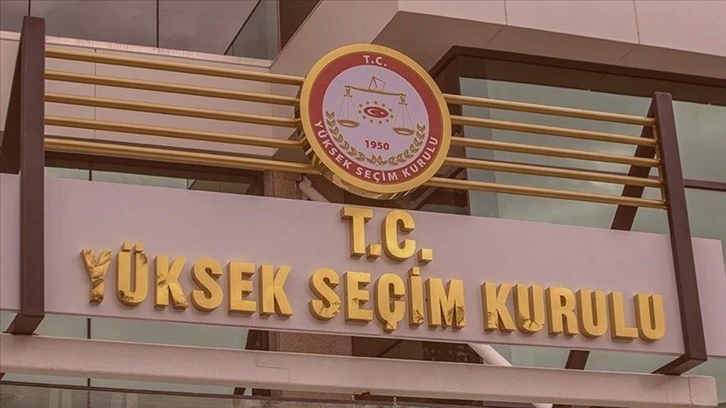 T.C.
1950
YÜKSEK SEÇİM KURULU
T.C.
YÜKSEK SEÇİM KURULU